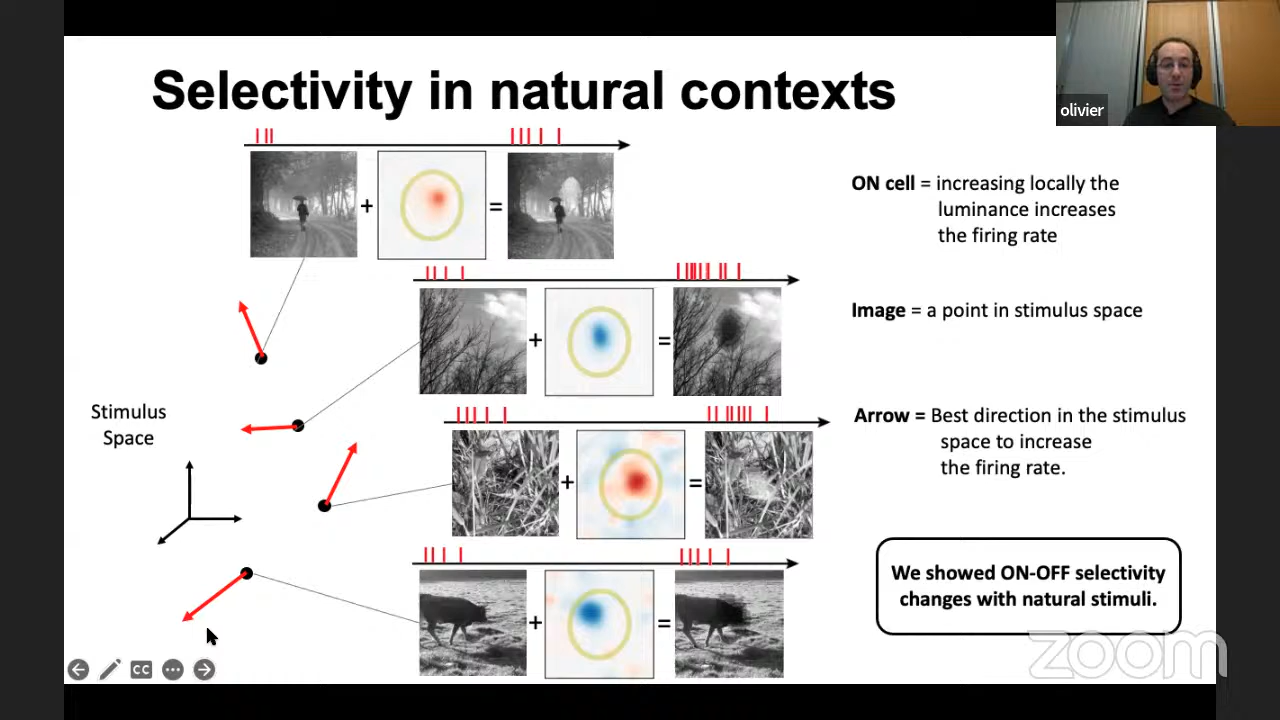 Selectivity in natural contexts
olivier
+
=
ON cell = increasing locally the
luminance increases
the firing rate
+
=
Image = a point in stimulus space
Stimulus
Space
+
=
Arrow = Best direction in the stimulus
space to increase
the firing rate.
+
=
We showed ON-OFF selectivity
changes with natural stimuli.
zoom
CC